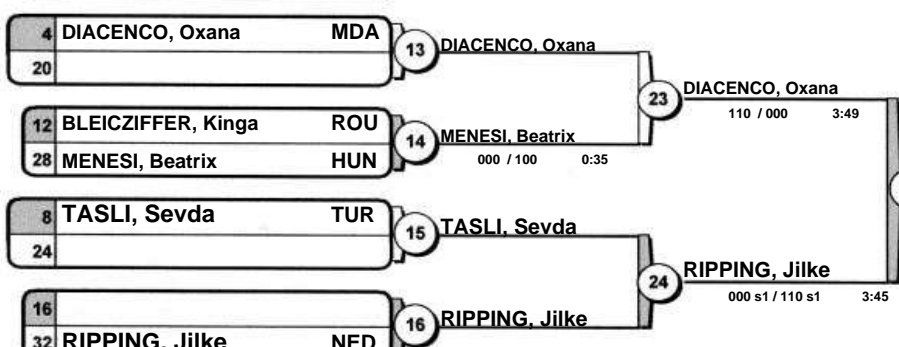 4 DIACENCO, Oxana MDA
20
13 DIACENCO, Oxana
12 BLEICZIFFER, Kinga ROU
28 MENESI, Beatrix HUN
14 MENESI, Beatrix
000 / 100 0:35
23 DIACENCO, Oxana
110 / 000 3:49
8 TASLI, Sevda TUR
24
15 TASLI, Sevda
16
32 RIPPING, Jilke NED
16 RIPPING, Jilke
24 RIPPING, Jilke
000 s1 / 110 s1 3:45